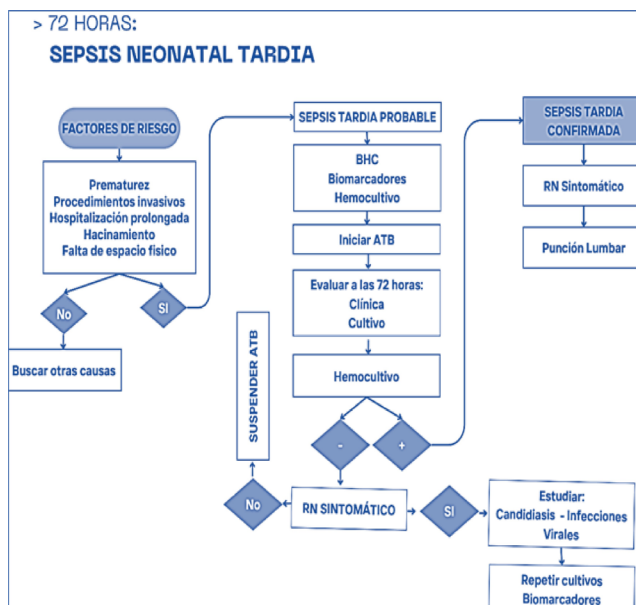 > 72 HORAS:
SEPSIS NEONATAL TARDIA
FACTORES DE RIESGO
Prematurez
Procedimientos invasivos
Hospitalización prolongada
Hacinamiento
Falta de espacio fisico
No
SI
Buscar otras causas
SEPSIS TARDIA PROBABLE
BHC
Biomarcadores
Hemocultivo
Iniciar ATB
Evaluar a las 72 horas:
Clínica
Cultivo
Hemocultivo
-
+
SUSPENDER ATB
No
RN SINTOMÁTICO
SI
Estudiar:
Candidiasis - Infecciones
Virales
Repetir cultivos
Biomarcadores
SEPSIS TARDIA
CONFIRMADA
RN Sintomático
Punción Lumbar